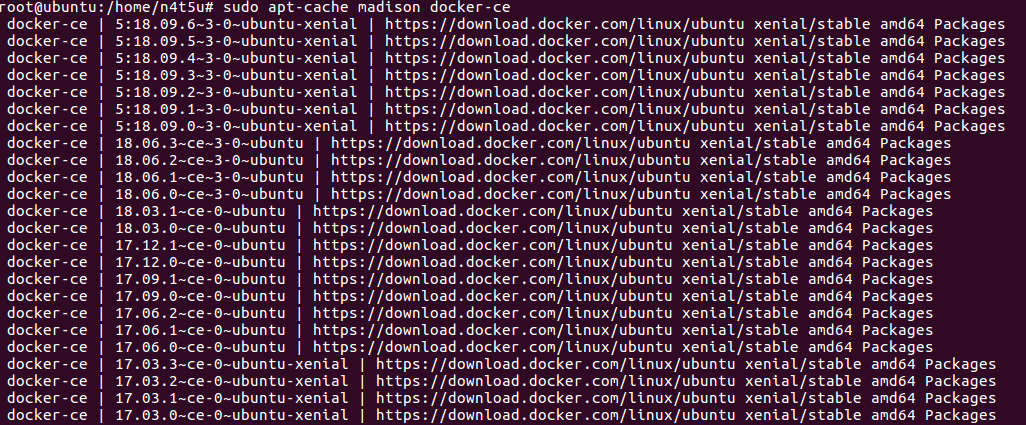 root@ubuntu:/home/n4t5u# sudo apt-cache madison docker-ce
docker-ce | 5:18.09.6~3-0~ubuntu-xenial | https://download.docker.com/linux/ubuntu xenial/stable amd64 Packages
docker-ce | 5:18.09.5~3-0~ubuntu-xenial | https://download.docker.com/linux/ubuntu xenial/stable amd64 Packages
docker-ce | 5:18.09.4~3-0~ubuntu-xenial | https://download.docker.com/linux/ubuntu xenial/stable amd64 Packages
docker-ce | 5:18.09.3~3-0~ubuntu-xenial | https://download.docker.com/linux/ubuntu xenial/stable amd64 Packages
docker-ce | 5:18.09.2~3-0~ubuntu-xenial | https://download.docker.com/linux/ubuntu xenial/stable amd64 Packages
docker-ce | 5:18.09.1~3-0~ubuntu-xenial | https://download.docker.com/linux/ubuntu xenial/stable amd64 Packages
docker-ce | 5:18.09.0~3-0~ubuntu-xenial | https://download.docker.com/linux/ubuntu xenial/stable amd64 Packages
docker-ce | 18.06.3~ce~3-0~ubuntu | https://download.docker.com/linux/ubuntu xenial/stable amd64 Packages
docker-ce | 18.06.2~ce~3-0~ubuntu | https://download.docker.com/linux/ubuntu xenial/stable amd64 Packages
docker-ce | 18.06.1~ce~3-0~ubuntu | https://download.docker.com/linux/ubuntu xenial/stable amd64 Packages
docker-ce | 18.06.0~ce~3-0~ubuntu | https://download.docker.com/linux/ubuntu xenial/stable amd64 Packages
docker-ce | 18.03.1~ce-0~ubuntu | https://download.docker.com/linux/ubuntu xenial/stable amd64 Packages
docker-ce | 18.03.0~ce-0~ubuntu | https://download.docker.com/linux/ubuntu xenial/stable amd64 Packages
docker-ce | 17.12.1~ce-0~ubuntu | https://download.docker.com/linux/ubuntu xenial/stable amd64 Packages
docker-ce | 17.12.0~ce-0~ubuntu | https://download.docker.com/linux/ubuntu xenial/stable amd64 Packages
docker-ce | 17.09.1~ce-0~ubuntu | https://download.docker.com/linux/ubuntu xenial/stable amd64 Packages
docker-ce | 17.09.0~ce-0~ubuntu | https://download.docker.com/linux/ubuntu xenial/stable amd64 Packages
docker-ce | 17.06.2~ce-0~ubuntu | https://download.docker.com/linux/ubuntu xenial/stable amd64 Packages
docker-ce | 17.06.1~ce-0~ubuntu | https://download.docker.com/linux/ubuntu xenial/stable amd64 Packages
docker-ce | 17.06.0~ce-0~ubuntu | https://download.docker.com/linux/ubuntu xenial/stable amd64 Packages
docker-ce | 17.03.3~ce-0~ubuntu-xenial | https://download.docker.com/linux/ubuntu xenial/stable amd64 Packages
docker-ce | 17.03.2~ce-0~ubuntu-xenial | https://download.docker.com/linux/ubuntu xenial/stable amd64 Packages
docker-ce | 17.03.1~ce-0~ubuntu-xenial | https://download.docker.com/linux/ubuntu xenial/stable amd64 Packages
docker-ce | 17.03.0~ce-0~ubuntu-xenial | https://download.docker.com/linux/ubuntu xenial/stable amd64 Packages